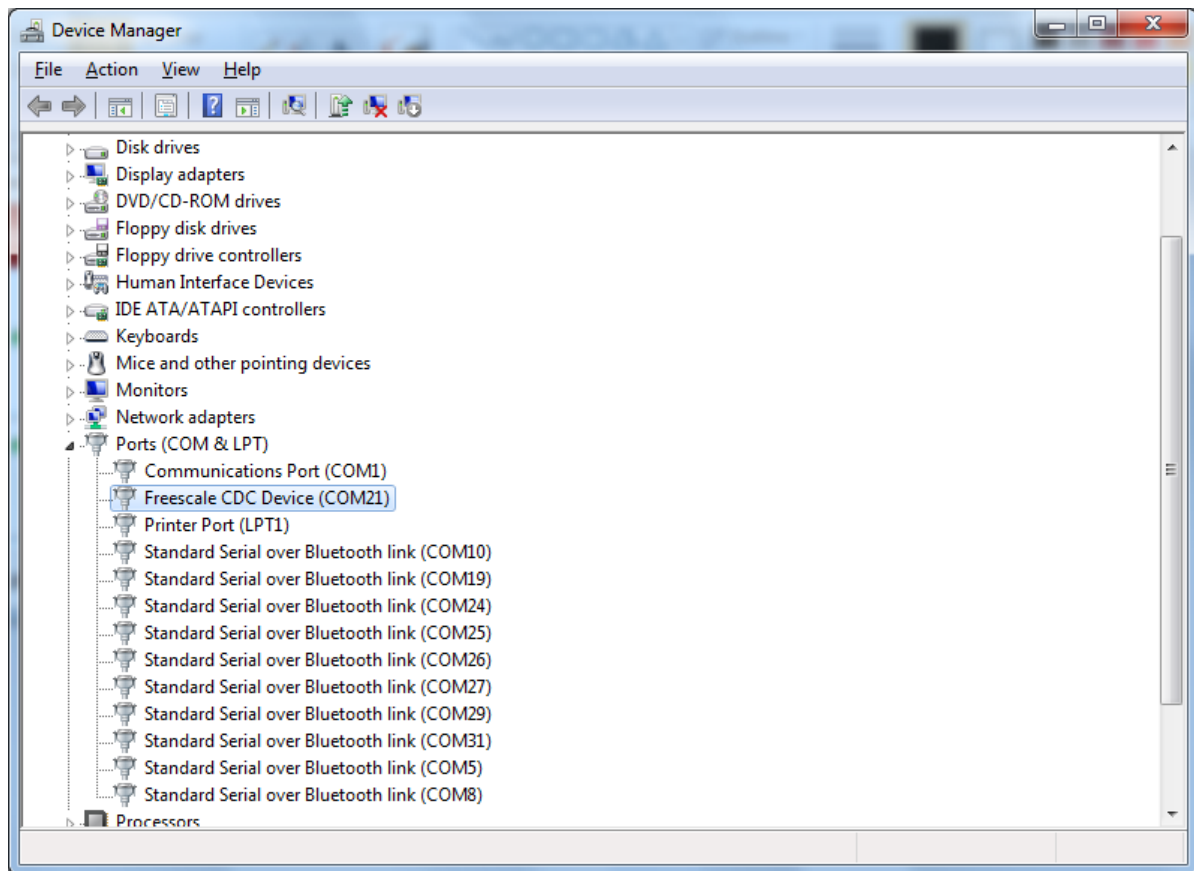 Device Manager
File Action View Help
Disk drives
Display adapters
DVD/CD-ROM drives
Floppy disk drives
Floppy drive controllers
Human Interface Devices
IDE ATA/ATAPI controllers
Keyboards
Mice and other pointing devices
Monitors
Network adapters
Ports (COM & LPT)
Communications Port (COM1)
Freescale CDC Device (COM21)
Printer Port (LPT1)
Standard Serial over Bluetooth link (COM10)
Standard Serial over Bluetooth link (COM19)
Standard Serial over Bluetooth link (COM24)
Standard Serial over Bluetooth link (COM25)
Standard Serial over Bluetooth link (COM26)
Standard Serial over Bluetooth link (COM27)
Standard Serial over Bluetooth link (COM29)
Standard Serial over Bluetooth link (COM31)
Standard Serial over Bluetooth link (COM5)
Standard Serial over Bluetooth link (COM8)
Processors